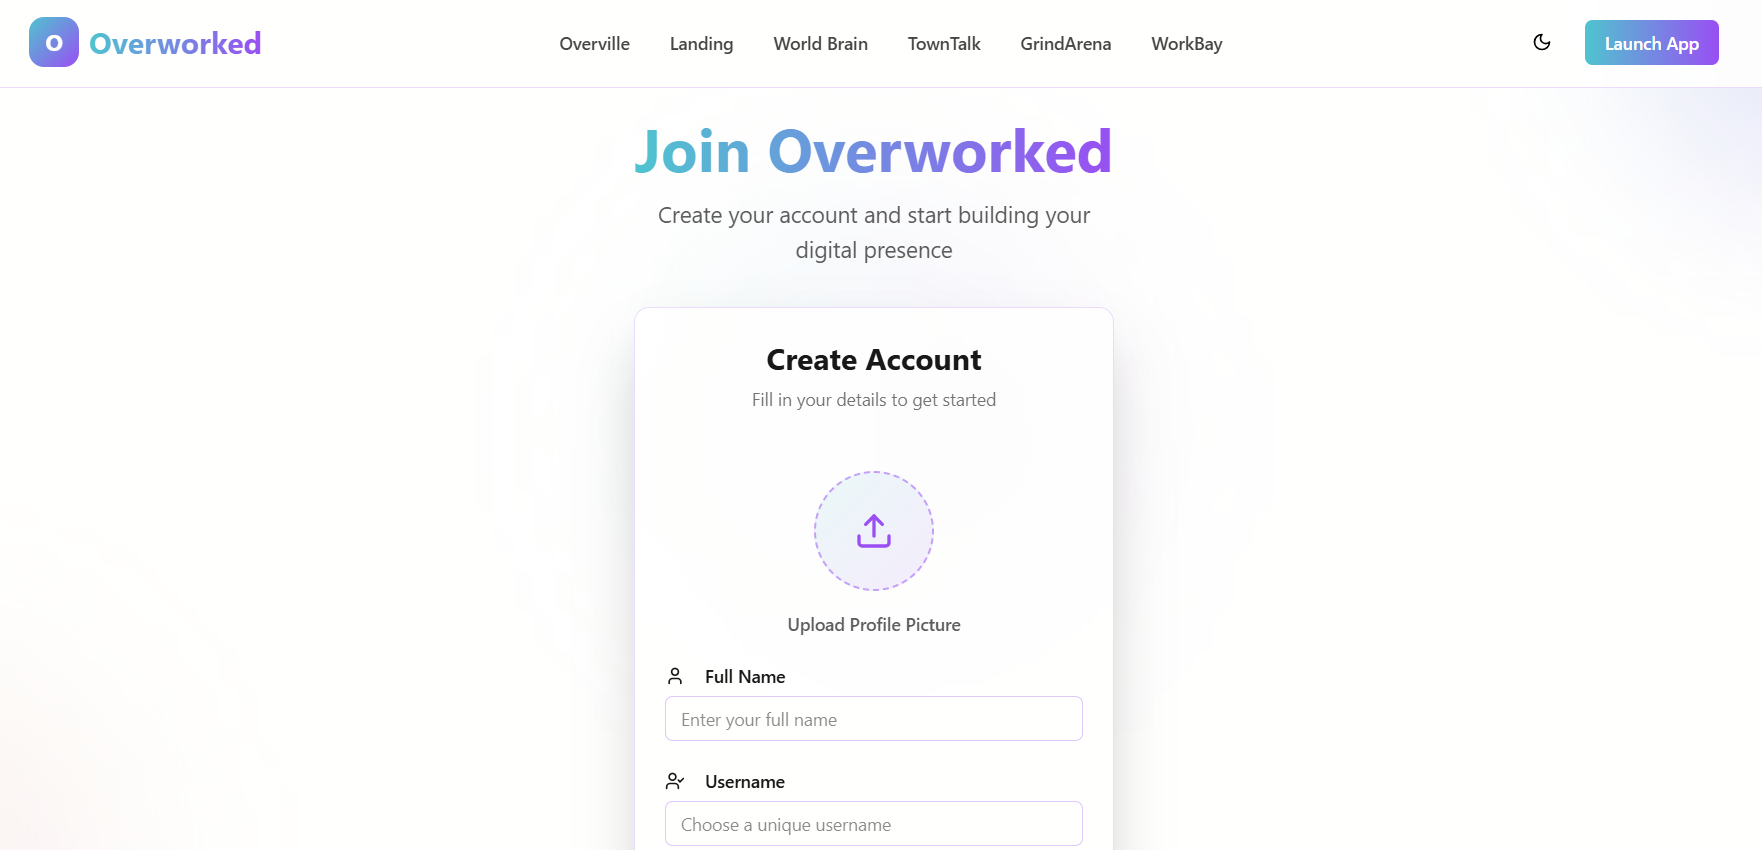 O Overworked
Overville Landing World Brain TownTalk GrindArena WorkBay
Launch App
Join Overworked
Create your account and start building your
digital presence
Create Account
Fill in your details to get started
Upload Profile Picture
Full Name
Enter your full name
Username
Choose a unique username